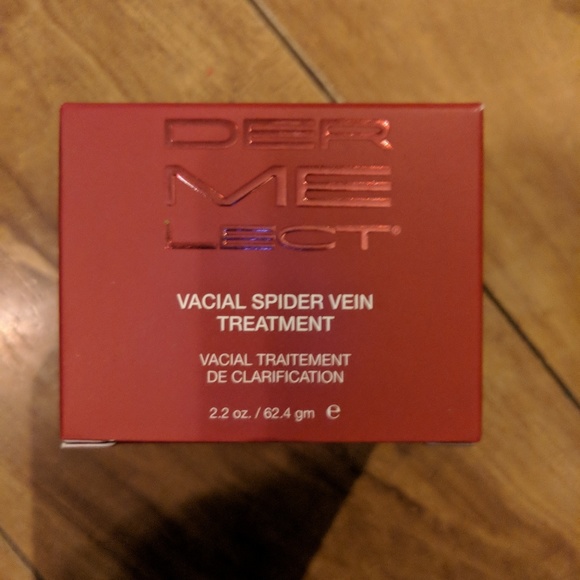 DER
ME
LECT®
VACIAL SPIDER VEIN
TREATMENT
VACIAL TRAITEMENT
DE CLARIFICATION
2.2 oz. / 62.4 gm ℮